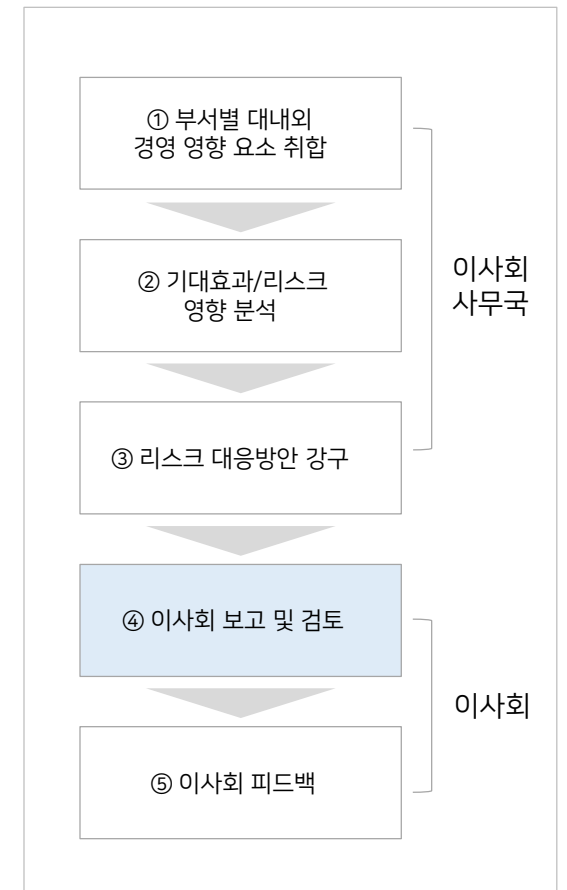 ① 부서별 대내외
경영 영향 요소 취합
② 기대효과/리스크
영향 분석
③ 리스크 대응방안 강구
이사회
사무국
④ 이사회 보고 및 검토
⑤ 이사회 피드백
이사회